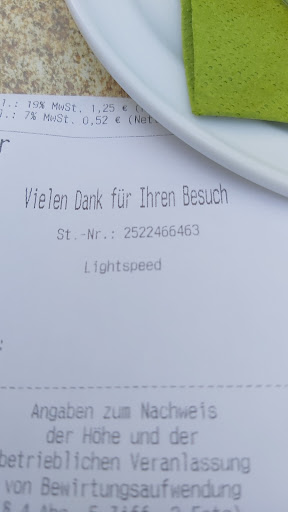 l.: 19% MwSt. 1,25 € (
.: 7% MwSt. 0,52 € (Net.
r
Vielen Dank für Ihren Besuch
St.-Nr.: 2522466463
Lightspeed
Angaben zum Nachweis
der Höhe und der
betrieblichen Veranlassung
von Bewirtungsaufwendung